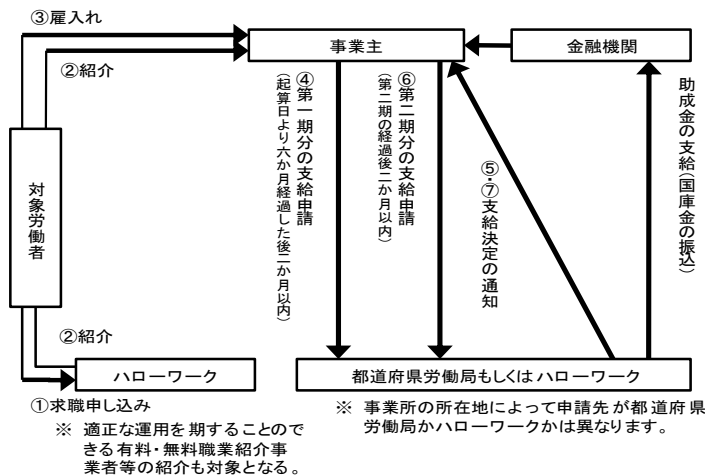 ③雇入れ
事業主
金融機関
②紹介
④第一期分の支給申請
(起算日より六か月経過した後二か月以内)
⑥第二期分の支給申請
(第二期の経過後二か月以内)
⑤・⑦支給決定の通知
助成金の支給(国庫金の振込)
対象労働者
②紹介
ハローワーク
都道府県労働局もしくはハローワーク
①求職申し込み
※ 適正な運用を期することので
きる有料・無料職業紹介事
業者等の紹介も対象となる。
※ 事業所の所在地によって申請先が都道府県
労働局かハローワークかは異なります。